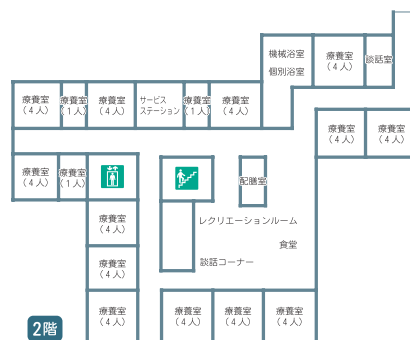 機械浴室
個別浴室
療養室
(4人)
談話室
療養室
(4人)
療養室
(1人)
療養室
(4人)
サービス
ステーション
療養室
(1人)
療養室
(4人)
療養室
(4人)
療養室
(4人)
療養室
(4人)
療養室
(1人)
配膳室
療養室
(4人)
レクリエーションルーム
食堂
療養室
(4人)
談話コーナー
療養室
(4人)
療養室
(4人)
療養室
(4人)
療養室
(4人)
2階